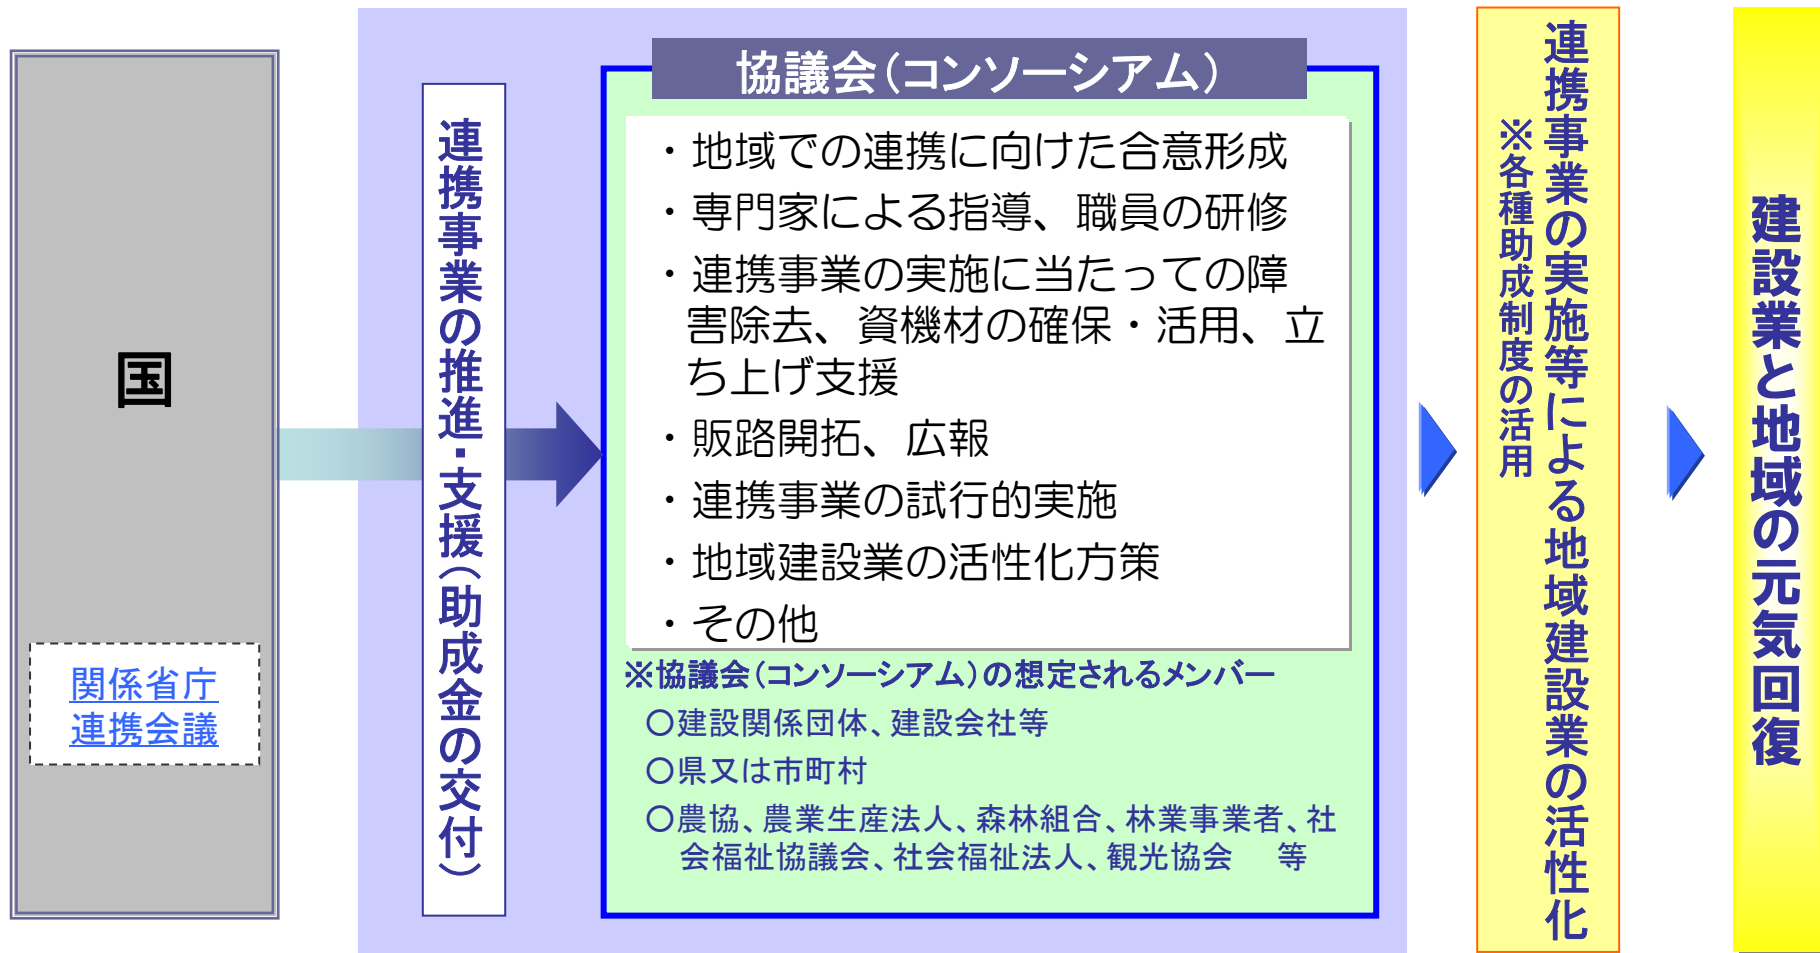 国
関係省庁
連携会議
連携事業の推進・支援（助成金の交付）
協議会（コンソーシアム）
・地域での連携に向けた合意形成
・専門家による指導、職員の研修
・連携事業の実施に当たっての障
害除去、資機材の確保・活用、立
ち上げ支援
・販路開拓、広報
・連携事業の試行的実施
・地域建設業の活性化方策
・その他
※協議会（コンソーシアム）の想定されるメンバー
○建設関係団体、建設会社等
○県又は市町村
○農協、農業生産法人、森林組合、林業事業者、社
会福祉協議会、社会福祉法人、観光協会　等
連携事業の実施等による地域建設業の活性化
※各種助成制度の活用
建設業と地域の元気回復